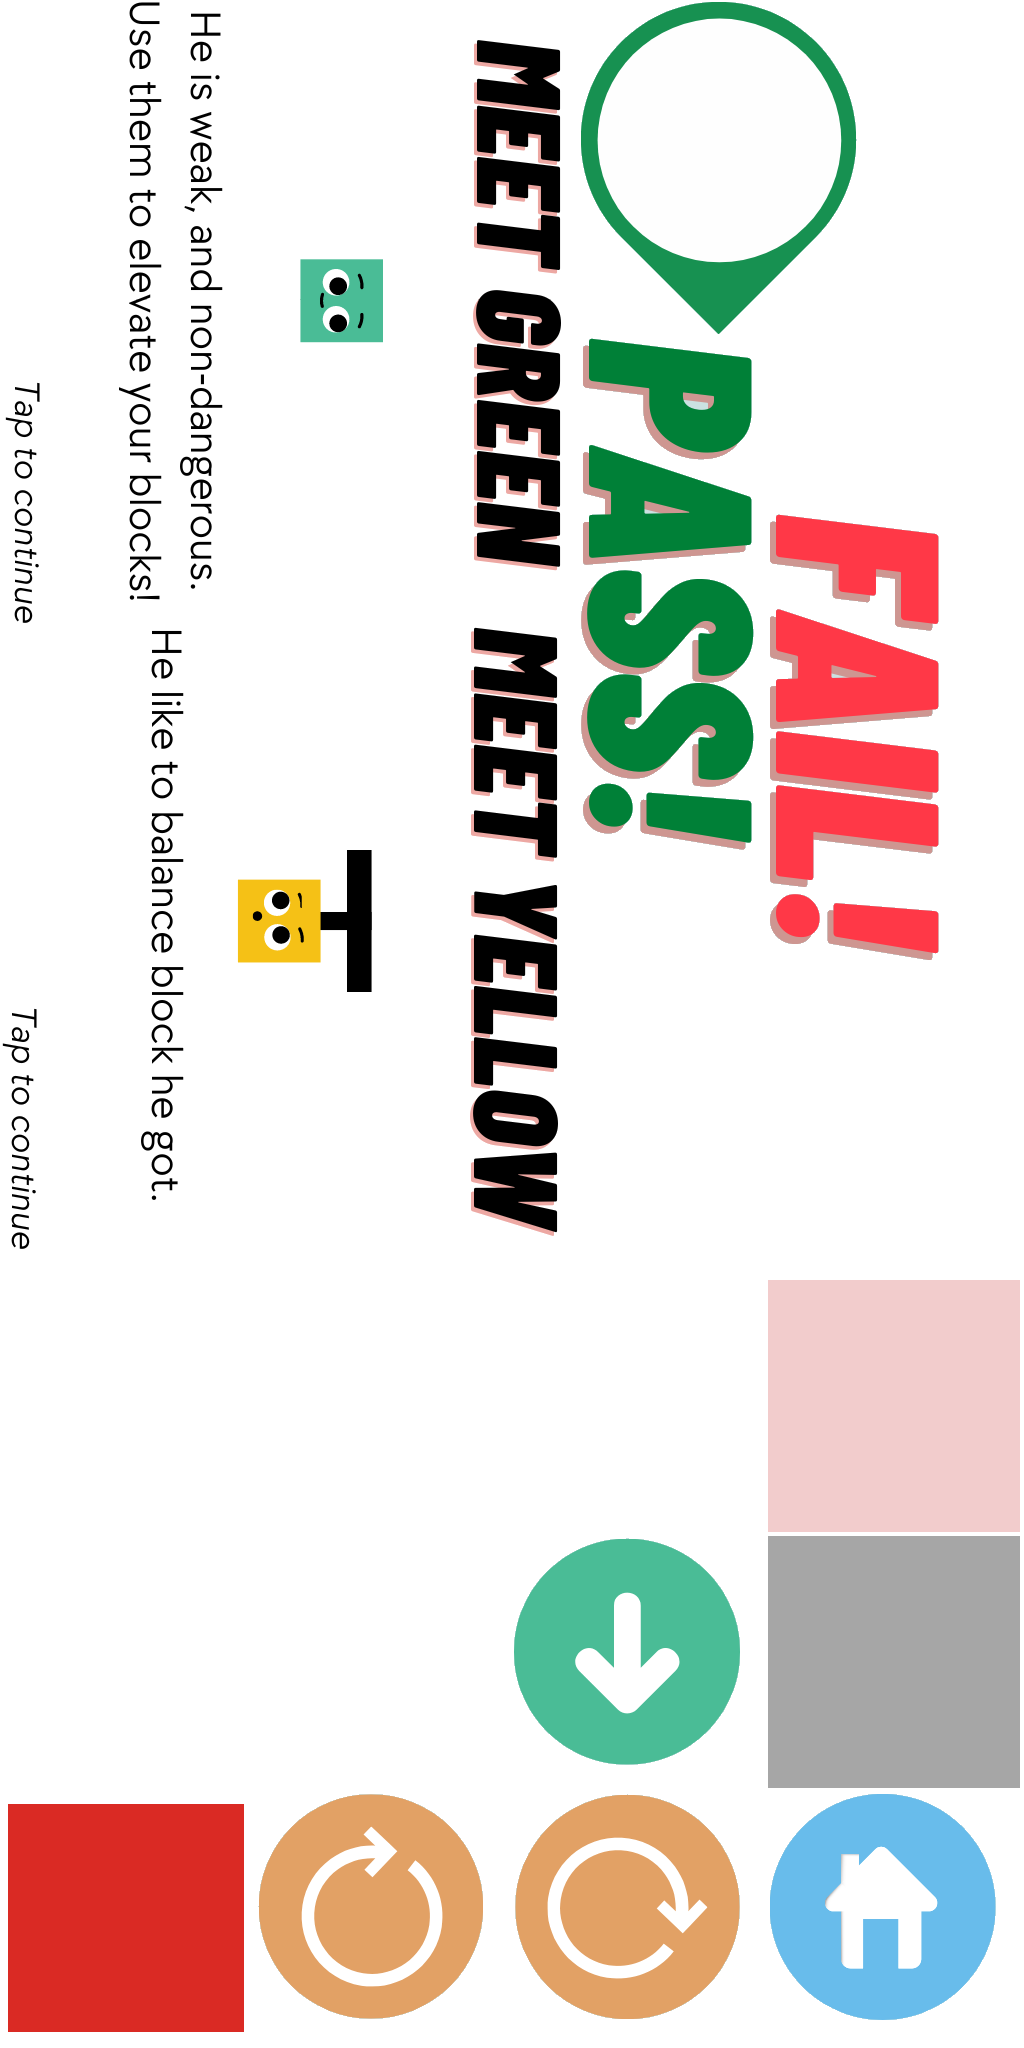 FAIL!
PASS!
MEET GREEN
He is weak, and non-dangerous.
Use them to elevate your blocks!
Tap to continue
MEET YELLOW
He like to balance block he got.
Tap to continue